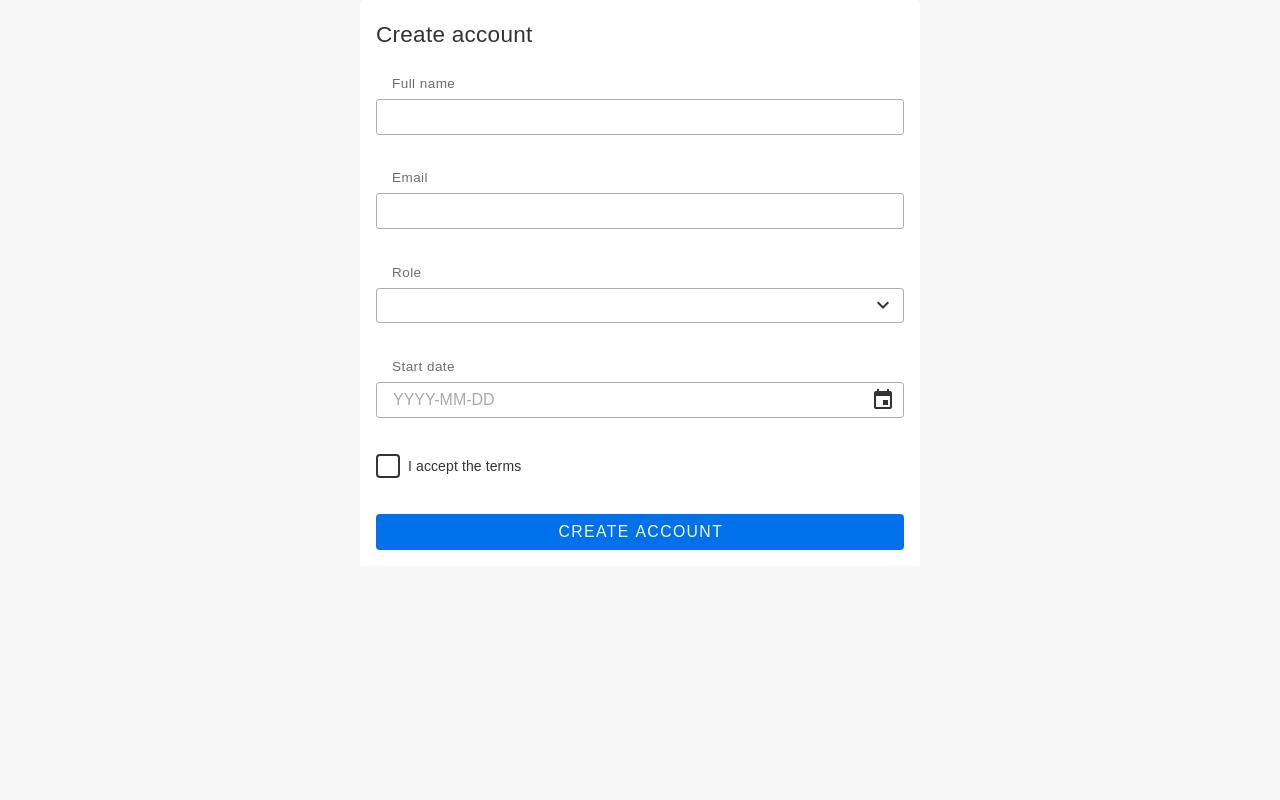 Create account
Full name
Email
Role
Start date
YYYY-MM-DD
I accept the terms
CREATE ACCOUNT